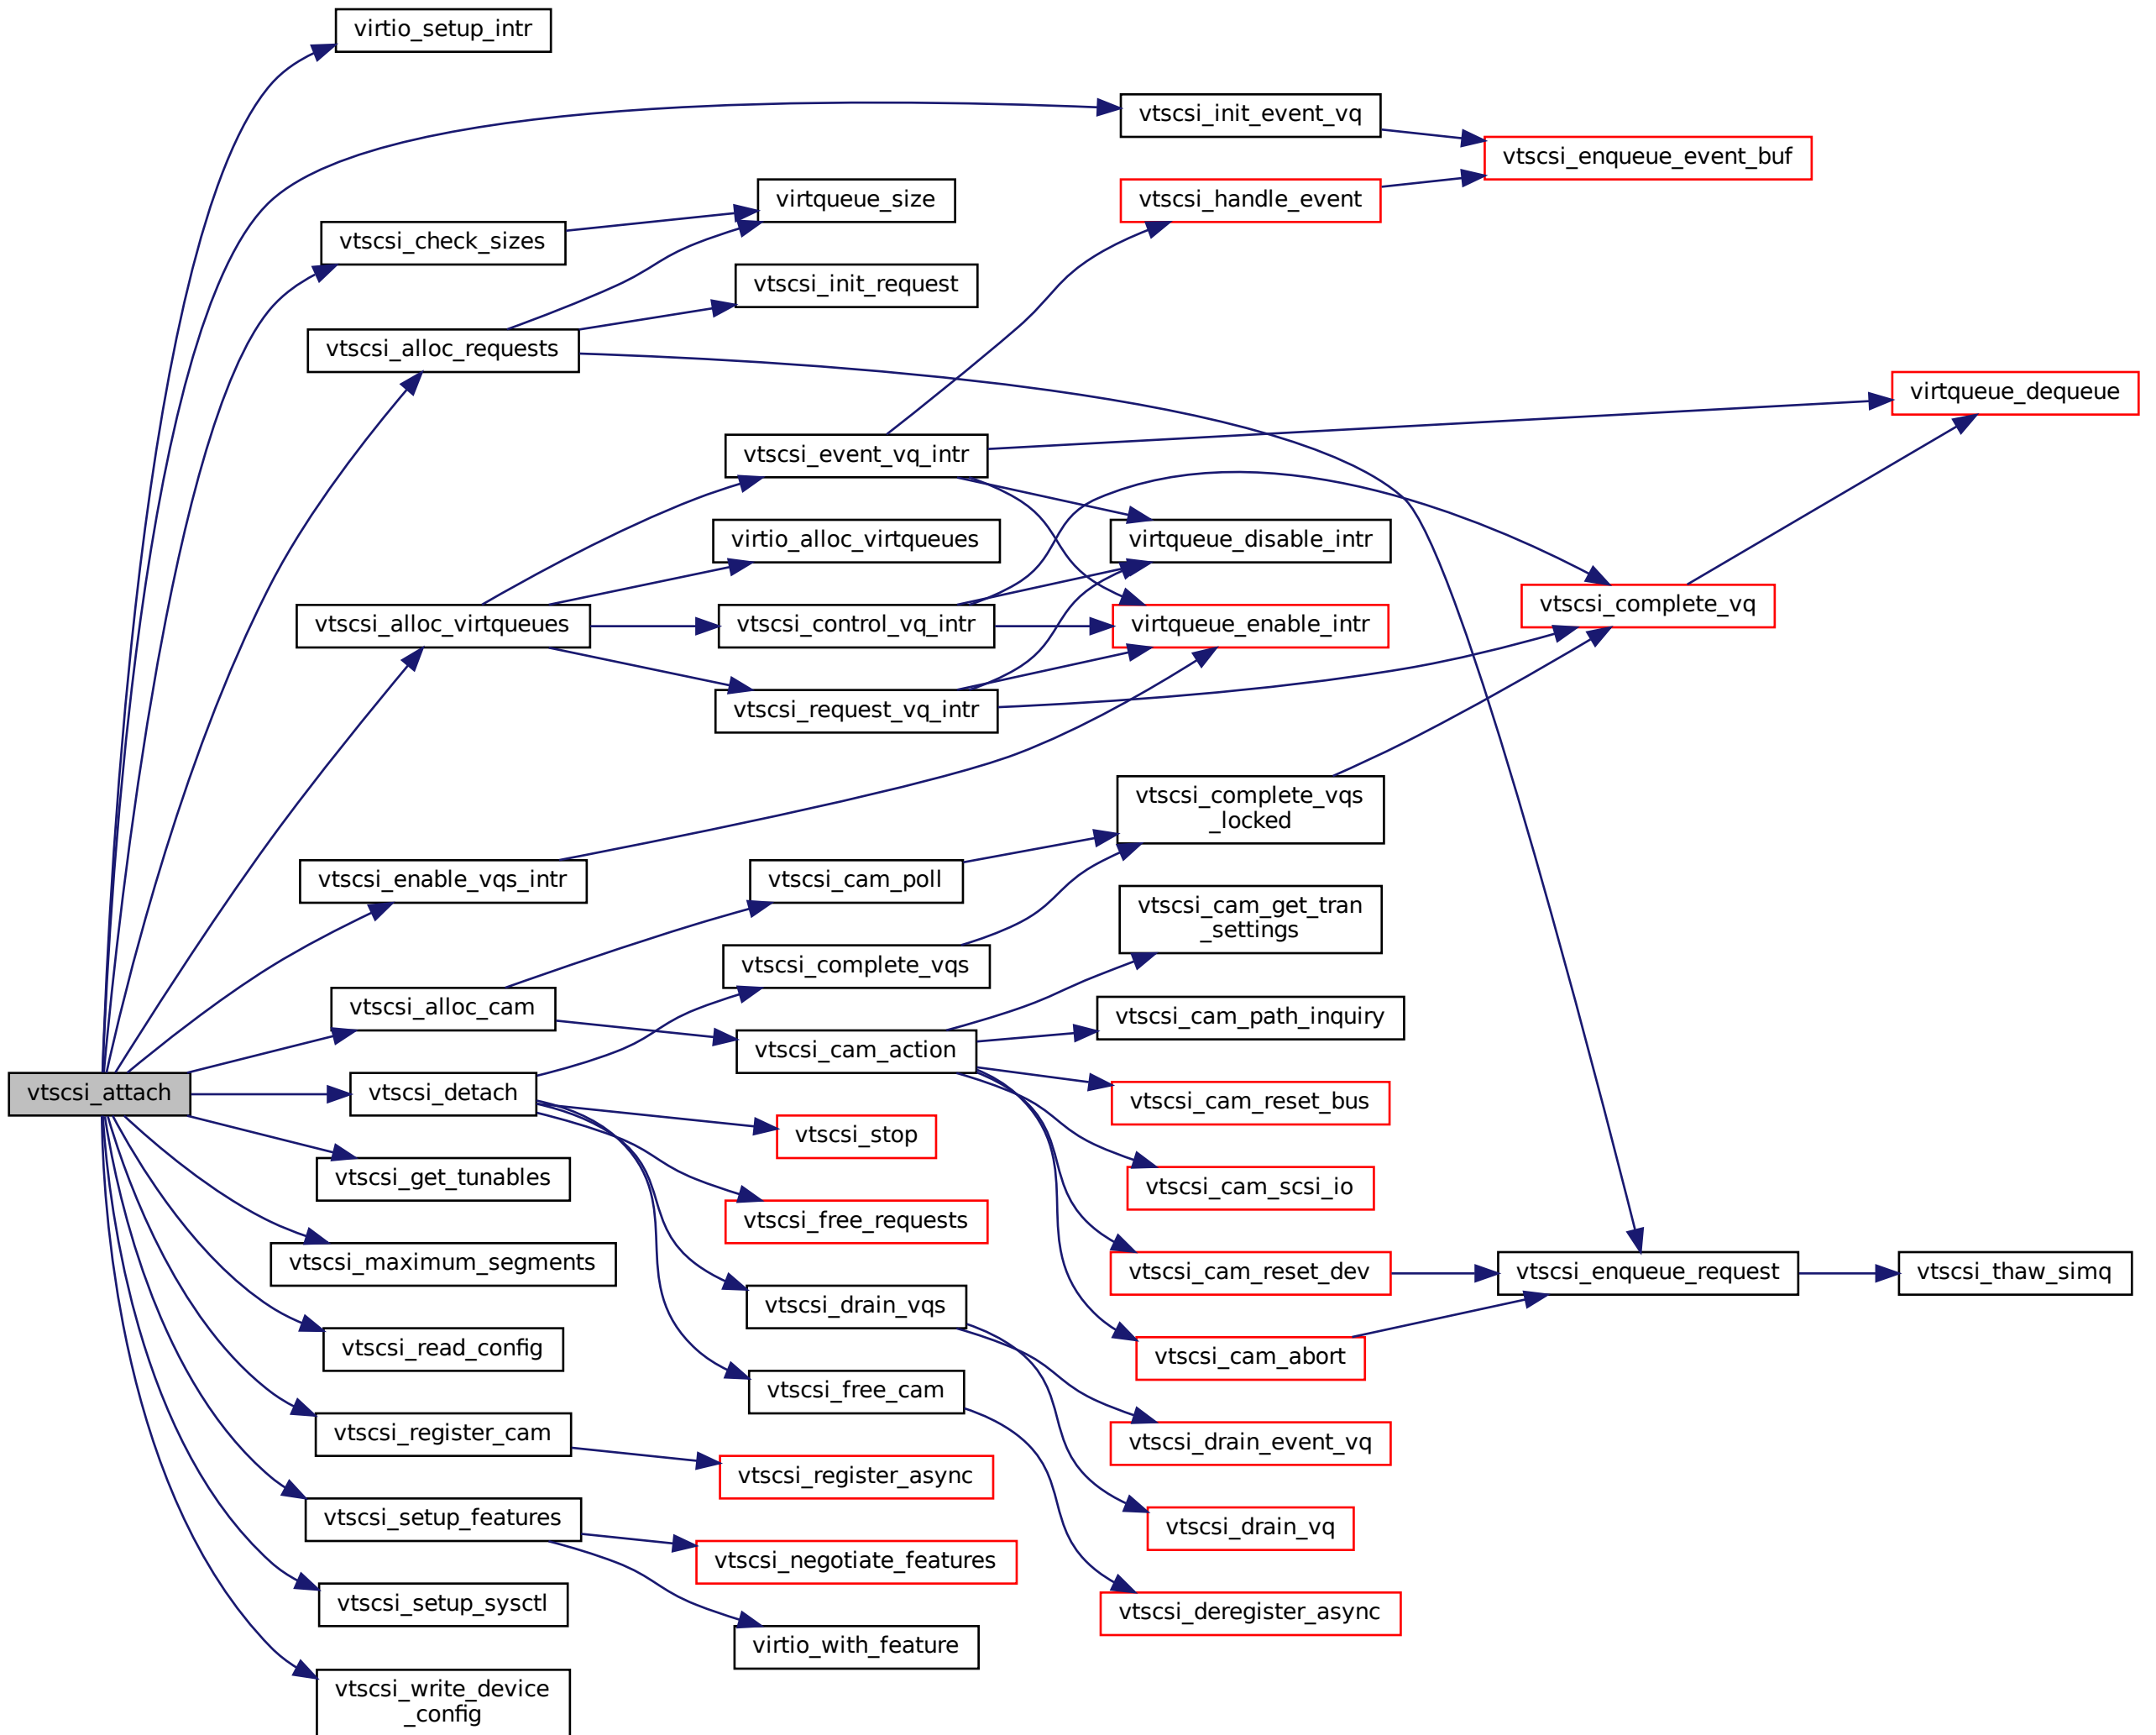 virtio_setup_intr
vtscsi_init_event_vq
vtscsi_enqueue_event_buf
virtqueue_size
vtscsi_handle_event
vtscsi_check_sizes
vtscsi_init_request
vtscsi_alloc_requests
virtqueue_dequeue
vtscsi_event_vq_intr
virtio_alloc_virtqueues
virtqueue_disable_intr
vtscsi_complete_vq
vtscsi_alloc_virtqueues
vtscsi_control_vq_intr
virtqueue_enable_intr
vtscsi_request_vq_intr
vtscsi_complete_vqs
_locked
vtscsi_enable_vqs_intr
vtscsi_cam_poll
vtscsi_cam_get_tran
_settings
vtscsi_complete_vqs
vtscsi_alloc_cam
vtscsi_cam_path_inquiry
vtscsi_cam_action
vtscsi_attach
vtscsi_detach
vtscsi_cam_reset_bus
vtscsi_stop
vtscsi_get_tunables
vtscsi_cam_scsi_io
vtscsi_free_requests
vtscsi_maximum_segments
vtscsi_cam_reset_dev
vtscsi_enqueue_request
vtscsi_thaw_simq
vtscsi_drain_vqs
vtscsi_read_config
vtscsi_cam_abort
vtscsi_free_cam
vtscsi_register_cam
vtscsi_drain_event_vq
vtscsi_register_async
vtscsi_setup_features
vtscsi_drain_vq
vtscsi_negotiate_features
vtscsi_setup_sysctl
vtscsi_deregister_async
virtio_with_feature
vtscsi_write_device
_config